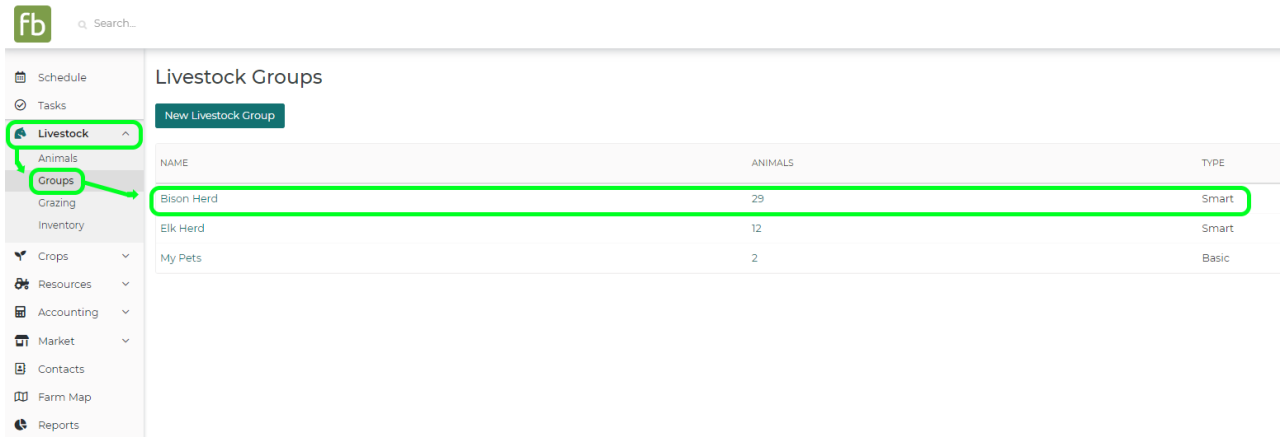 fb Search...
Schedule
Tasks
Livestock
Animals
Groups
Grazing
Inventory
Crops
Resources
Accounting
Market
Contacts
Farm Map
Reports
Livestock Groups
New Livestock Group
NAME ANIMALS TYPE
Bison Herd 29 Smart
Elk Herd 12 Smart
My Pets 2 Basic